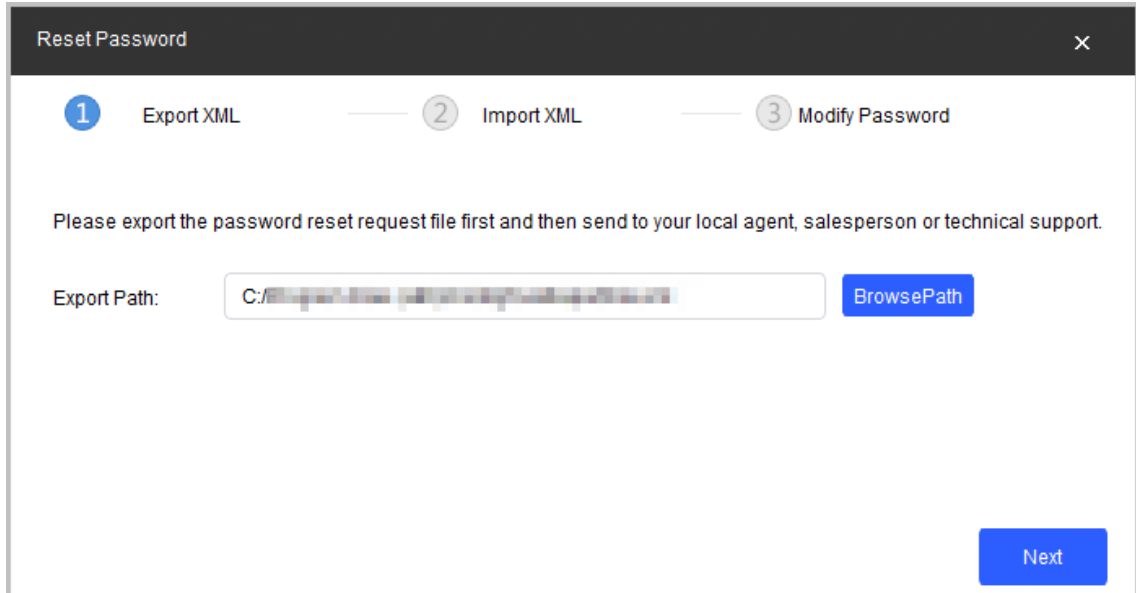 Reset Password
1 Export XML 2 Import XML 3 Modify Password
Please export the password reset request file first and then send to your local agent, salesperson or technical support.
Export Path: C:/ BrowsePath
Next